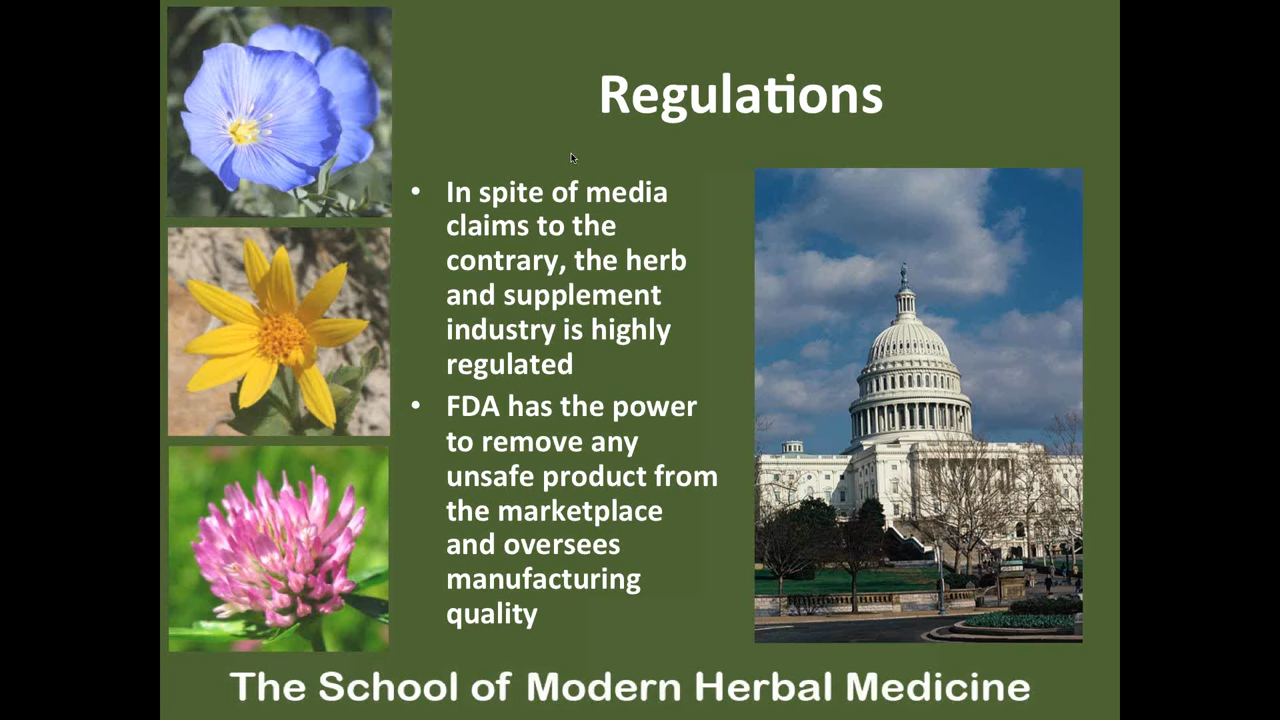 Regulations
• In spite of media
claims to the
contrary, the herb
and supplement
industry is highly
regulated
• FDA has the power
to remove any
unsafe product from
the marketplace
and oversees
manufacturing
quality
The School of Modern Herbal Medicine